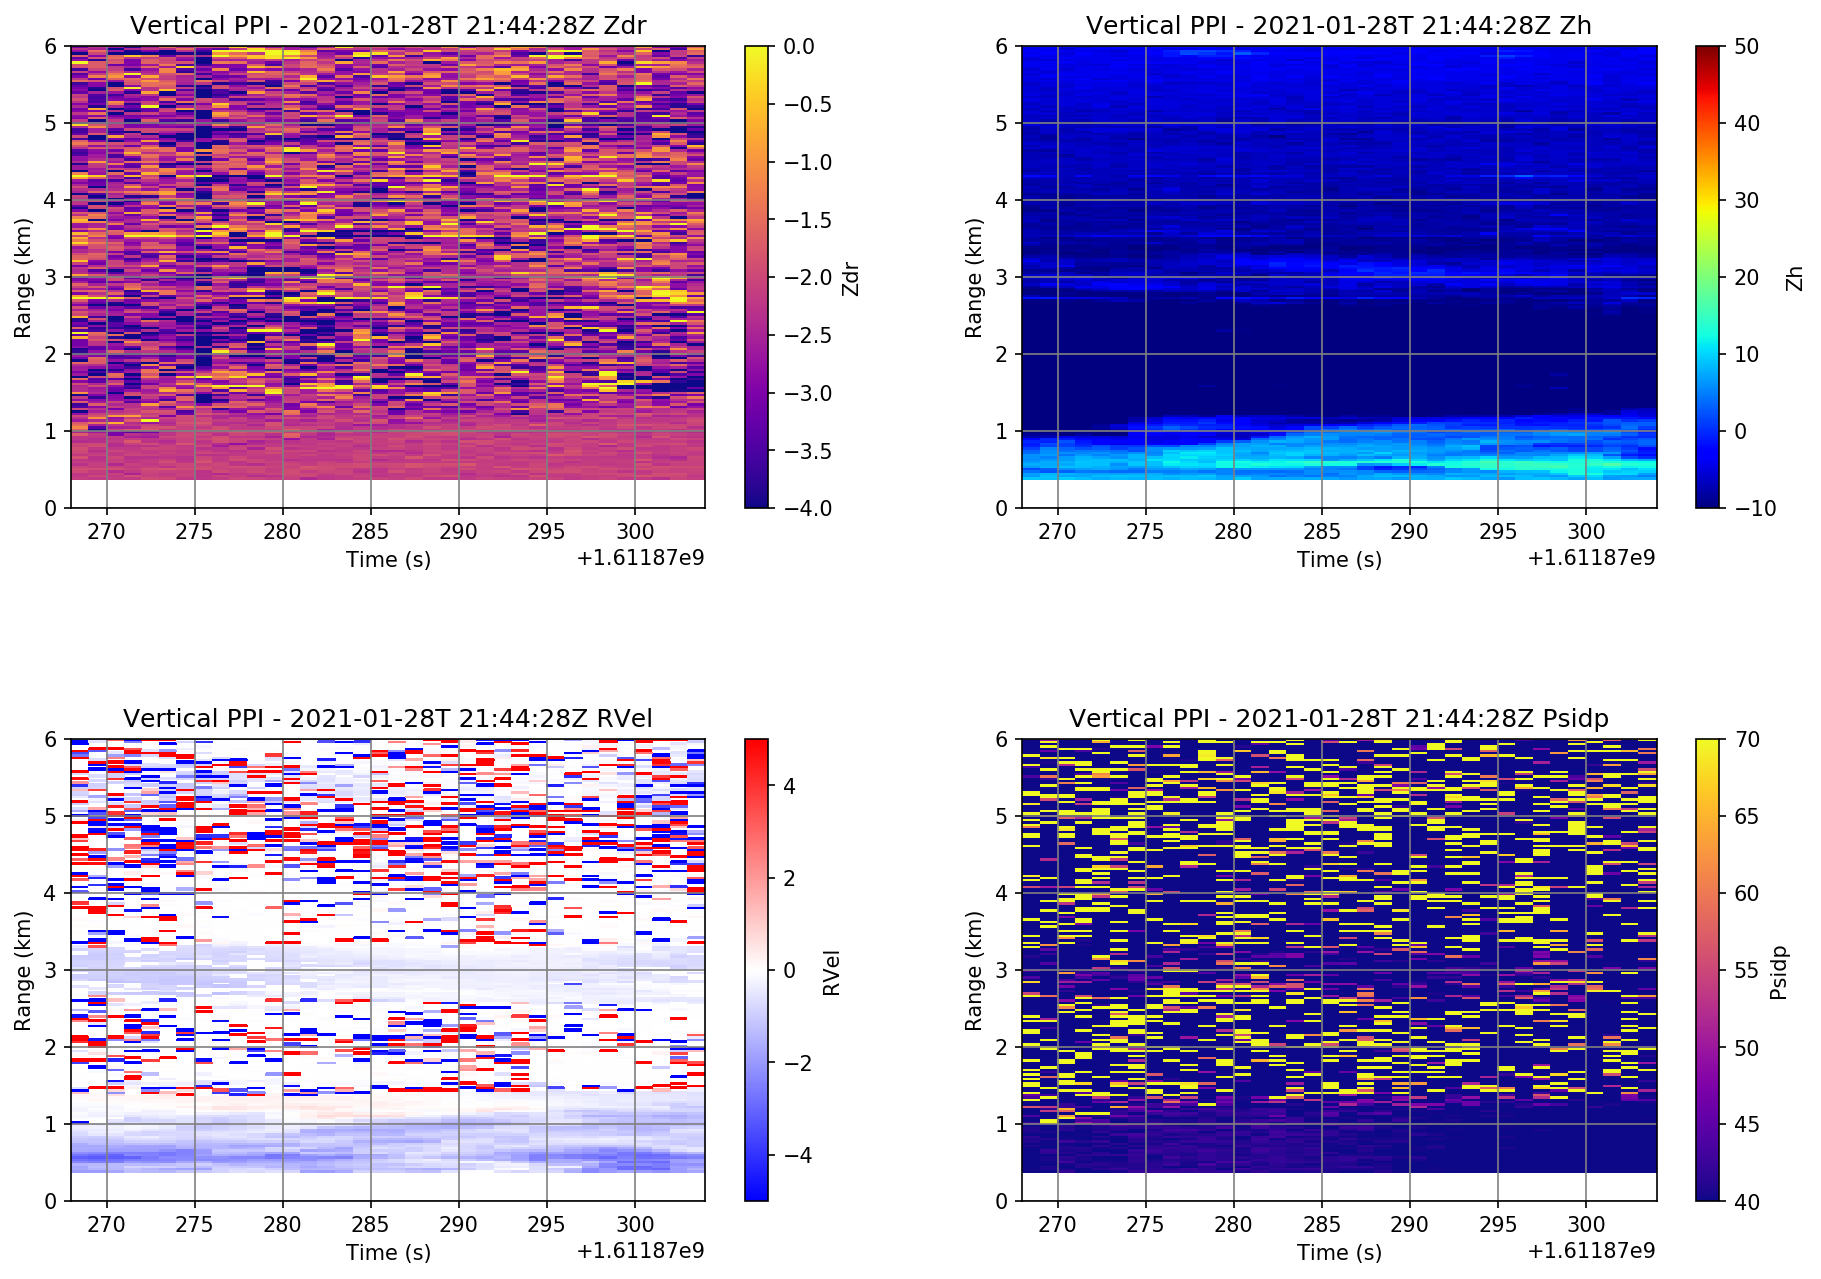 Vertical PPI - 2021-01-28T 21:44:28Z Zdr
6
5
4
3
2
1
0
Range (km)
270 275 280 285 290 295 300
Time (s)
+1.61187e9
0.0
−0.5
−1.0
−1.5
−2.0
−2.5
−3.0
−3.5
−4.0
Zdr
Vertical PPI - 2021-01-28T 21:44:28Z Zh
6
5
4
3
2
1
0
Range (km)
270 275 280 285 290 295 300
Time (s)
+1.61187e9
50
40
30
20
10
0
−10
Zh
Vertical PPI - 2021-01-28T 21:44:28Z RVel
6
5
4
3
2
1
0
Range (km)
270 275 280 285 290 295 300
Time (s)
+1.61187e9
4
2
0
−2
−4
RVel
Vertical PPI - 2021-01-28T 21:44:28Z Psidp
6
5
4
3
2
1
0
Range (km)
270 275 280 285 290 295 300
Time (s)
+1.61187e9
70
65
60
55
50
45
40
Psidp